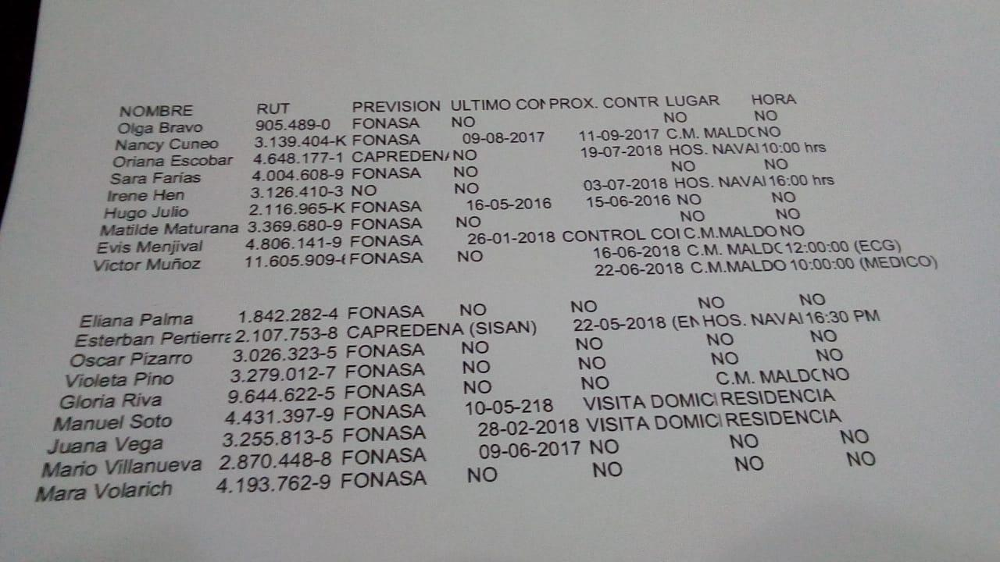 NOMBRE RUT PREVISION ULTIMO CON PROX. CONTR LUGAR HORA
Olga Bravo 905.489-0 FONASA NO NO NO
Nancy Cuneo 3.139.404-K FONASA 09-08-2017 11-09-2017 C.M. MALDC NO
Oriana Escobar 4.648.177-1 CAPREDENA NO 19-07-2018 HOS. NAVAI 10:00 hrs
Sara Farías 4.004.608-9 FONASA NO NO NO
Irene Hen 3.126.410-3 NO NO 03-07-2018 HOS. NAVAI 16:00 hrs
Hugo Julio 2.116.965-K FONASA 16-05-2016 15-06-2016 NO NO
Matilde Maturana 3.369.680-9 FONASA NO NO NO
Evis Menjival 4.806.141-9 FONASA 26-01-2018 CONTROL COI C.M.MALDO NO
Victor Muñoz 11.605.909- FONASA NO 16-06-2018 C.M. MALDC 12:00:00 (ECG)
22-06-2018 C.M.MALDO 10:00:00 (MEDICO)
Eliana Palma 1.842.282-4 FONASA NO NO NO NO
Esterban Pertierra 2.107.753-8 CAPREDENA (SISAN) 22-05-2018 (EN HOS. NAVAI 16:30 PM
Oscar Pizarro 3.026.323-5 FONASA NO NO NO NO
Violeta Pino 3.279.012-7 FONASA NO NO NO NO
Gloria Riva 9.644.622-5 FONASA NO NO C.M. MALDC NO
Manuel Soto 4.431.397-9 FONASA 10-05-218 VISITA DOMICI RESIDENCIA
Juana Vega 3.255.813-5 FONASA 28-02-2018 VISITA DOMICI RESIDENCIA
Mario Villanueva 2.870.448-8 FONASA 09-06-2017 NO NO NO
Mara Volarich 4.193.762-9 FONASA NO NO NO NO